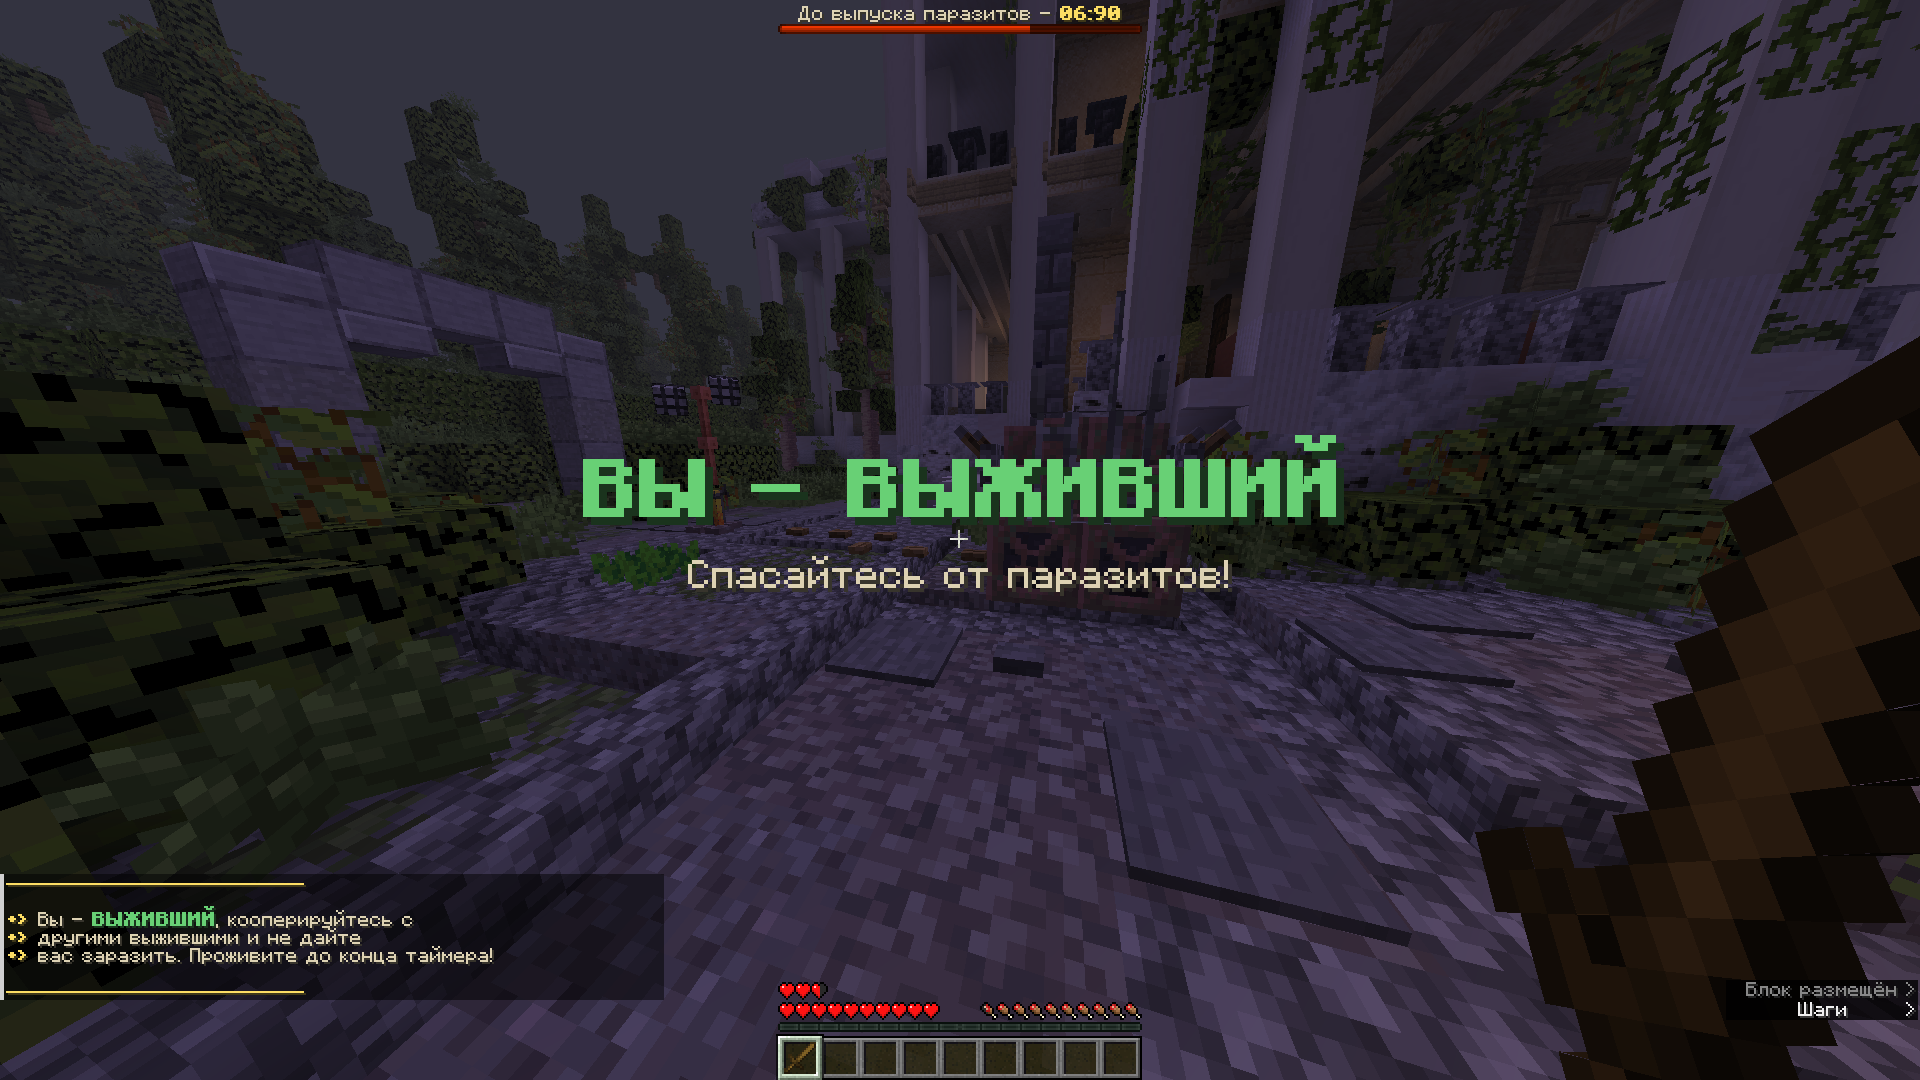 До выпуска паразитов – 06:90
ВЫ – ВЫЖИВШИЙ
Спасайтесь от паразитов!
Вы – ВЫЖИВШИЙ, кооперируйтесь с
другими выжившими и не дайте
вас заразить. Проживите до конца таймера!
Блок размещён >
Шаги >